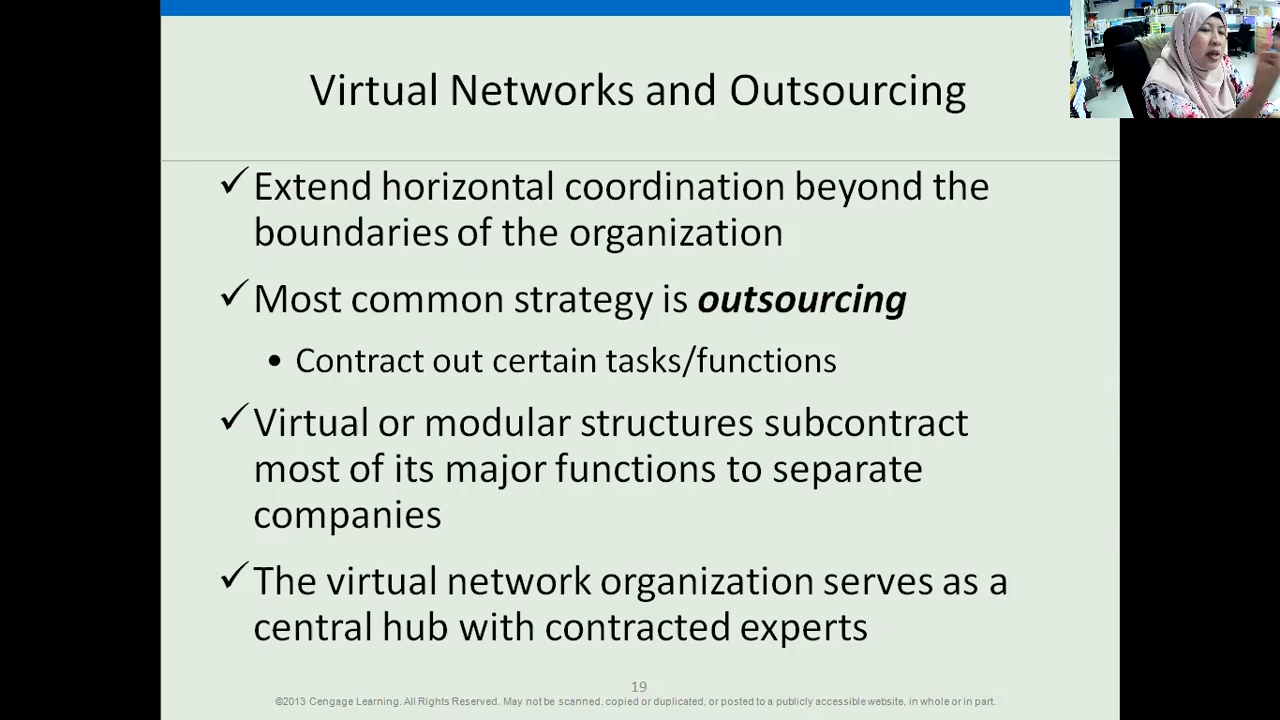 Virtual Networks and Outsourcing
✓ Extend horizontal coordination beyond the
boundaries of the organization
✓ Most common strategy is outsourcing
• Contract out certain tasks/functions
✓ Virtual or modular structures subcontract
most of its major functions to separate
companies
✓ The virtual network organization serves as a
central hub with contracted experts
19
©2013 Cengage Learning. All Rights Reserved. May not be scanned, copied or duplicated, or posted to a publicly accessible website, in whole or in part.